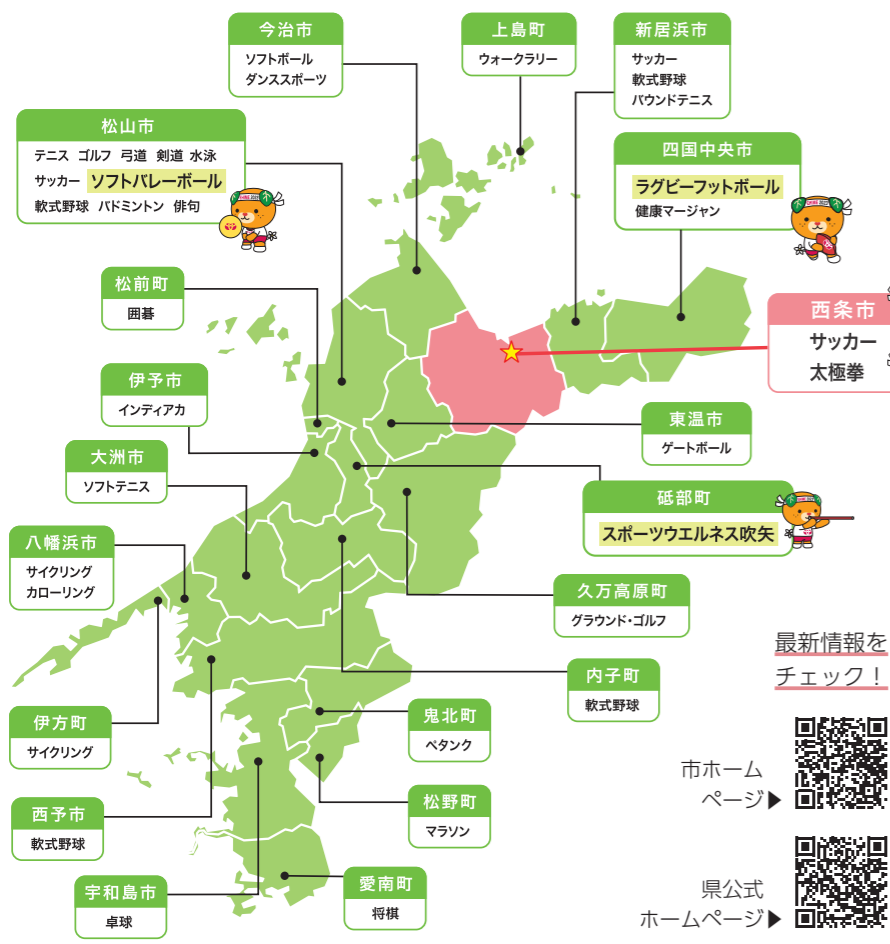 今治市
ソフトボール
ダンススポーツ
上島町
ウォークラリー
新居浜市
サッカー
軟式野球
バウンドテニス
松山市
テニス ゴルフ 弓道 剣道 水泳
サッカー ソフトバレーボール
軟式野球 バドミントン 俳句
四国中央市
ラグビーフットボール
健康マージャン
松前町
囲碁
西条市
サッカー
太極拳
伊予市
インディアカ
東温市
ゲートボール
大洲市
ソフトテニス
砥部町
スポーツウエルネス吹矢
八幡浜市
サイクリング
カローリング
久万高原町
グラウンド・ゴルフ
最新情報を
チェック！
内子町
軟式野球
伊方町
サイクリング
鬼北町
ペタンク
市ホーム
ページ▶
西予市
軟式野球
松野町
マラソン
宇和島市
卓球
愛南町
将棋
県公式
ホームページ▶